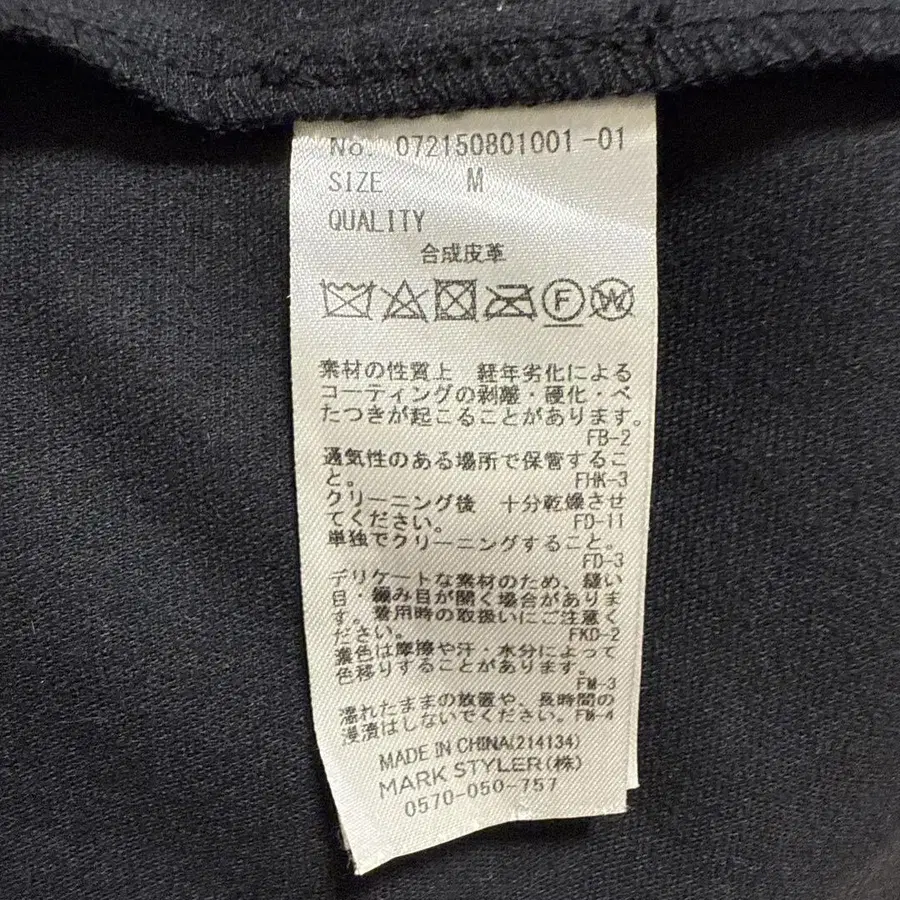 No. 072150801001-01
SIZE M
QUALITY
合成皮革
F W
素材の性質上 経年劣化による
コーティングの剥離・硬化・べ
たつきが起こることがあります。
FB-2
通気性のある場所で保管するこ
と。 FHK-3
クリーニング後 十分乾燥させ
てください。 FD-11
単独でクリーニングすること。
FD-3
デリケートな素材のため、縫い
目・編み目が開く場合がありま
す。着用時の取扱いにご注意く
ださい。 FKD-2
濃色は摩擦や汗・水分によって
色移りすることがあります。
FM-3
濡れたままの放置や、長時間の
浸漬はしないでください。FM-4
MADE IN CHINA(214134)
MARK STYLER(株)
0570-050-757